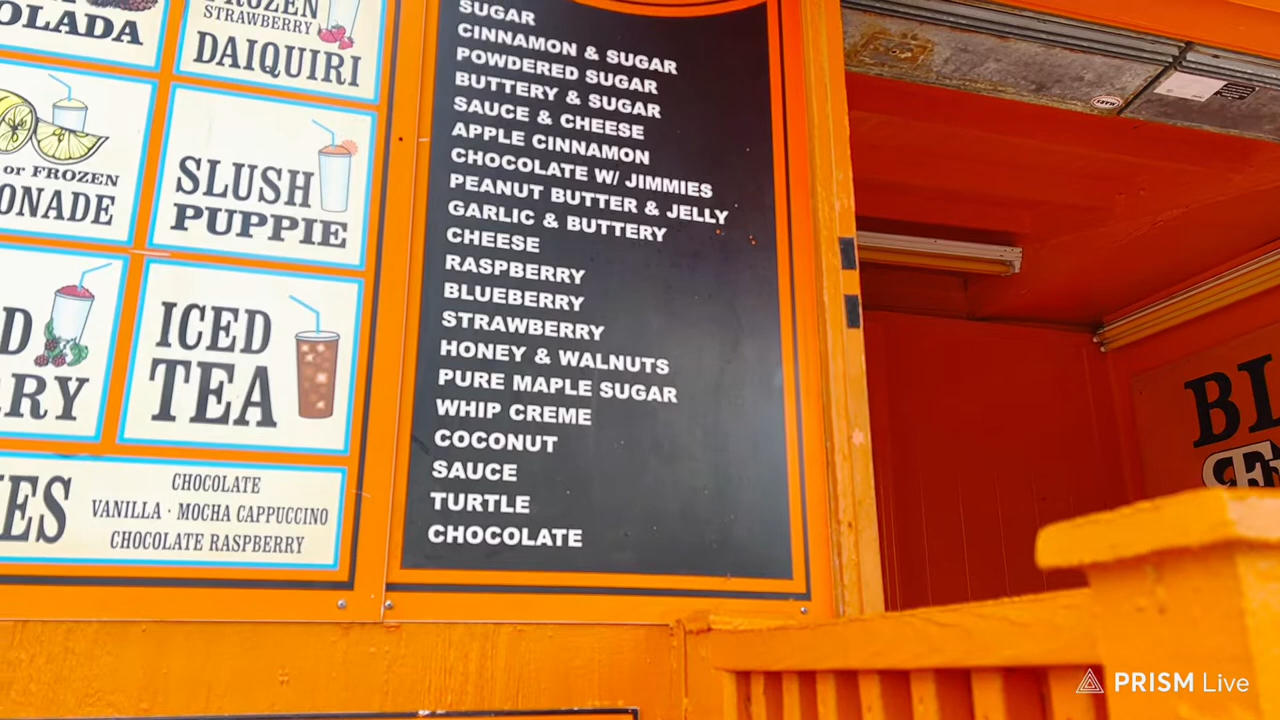 OLADA
FROZEN
STRAWBERRY
DAIQUIRI
or FROZEN
ONADE
SLUSH
PUPPIE
D
RY
ICED
TEA
ES
CHOCOLATE
VANILLA · MOCHA CAPPUCCINO
CHOCOLATE RASPBERRY
SUGAR
CINNAMON & SUGAR
POWDERED SUGAR
BUTTERY & SUGAR
SAUCE & CHEESE
APPLE CINNAMON
CHOCOLATE W/ JIMMIES
PEANUT BUTTER & JELLY
GARLIC & BUTTERY
CHEESE
RASPBERRY
BLUEBERRY
STRAWBERRY
HONEY & WALNUTS
PURE MAPLE SUGAR
WHIP CREME
COCONUT
SAUCE
TURTLE
CHOCOLATE
BL
PRISM Live